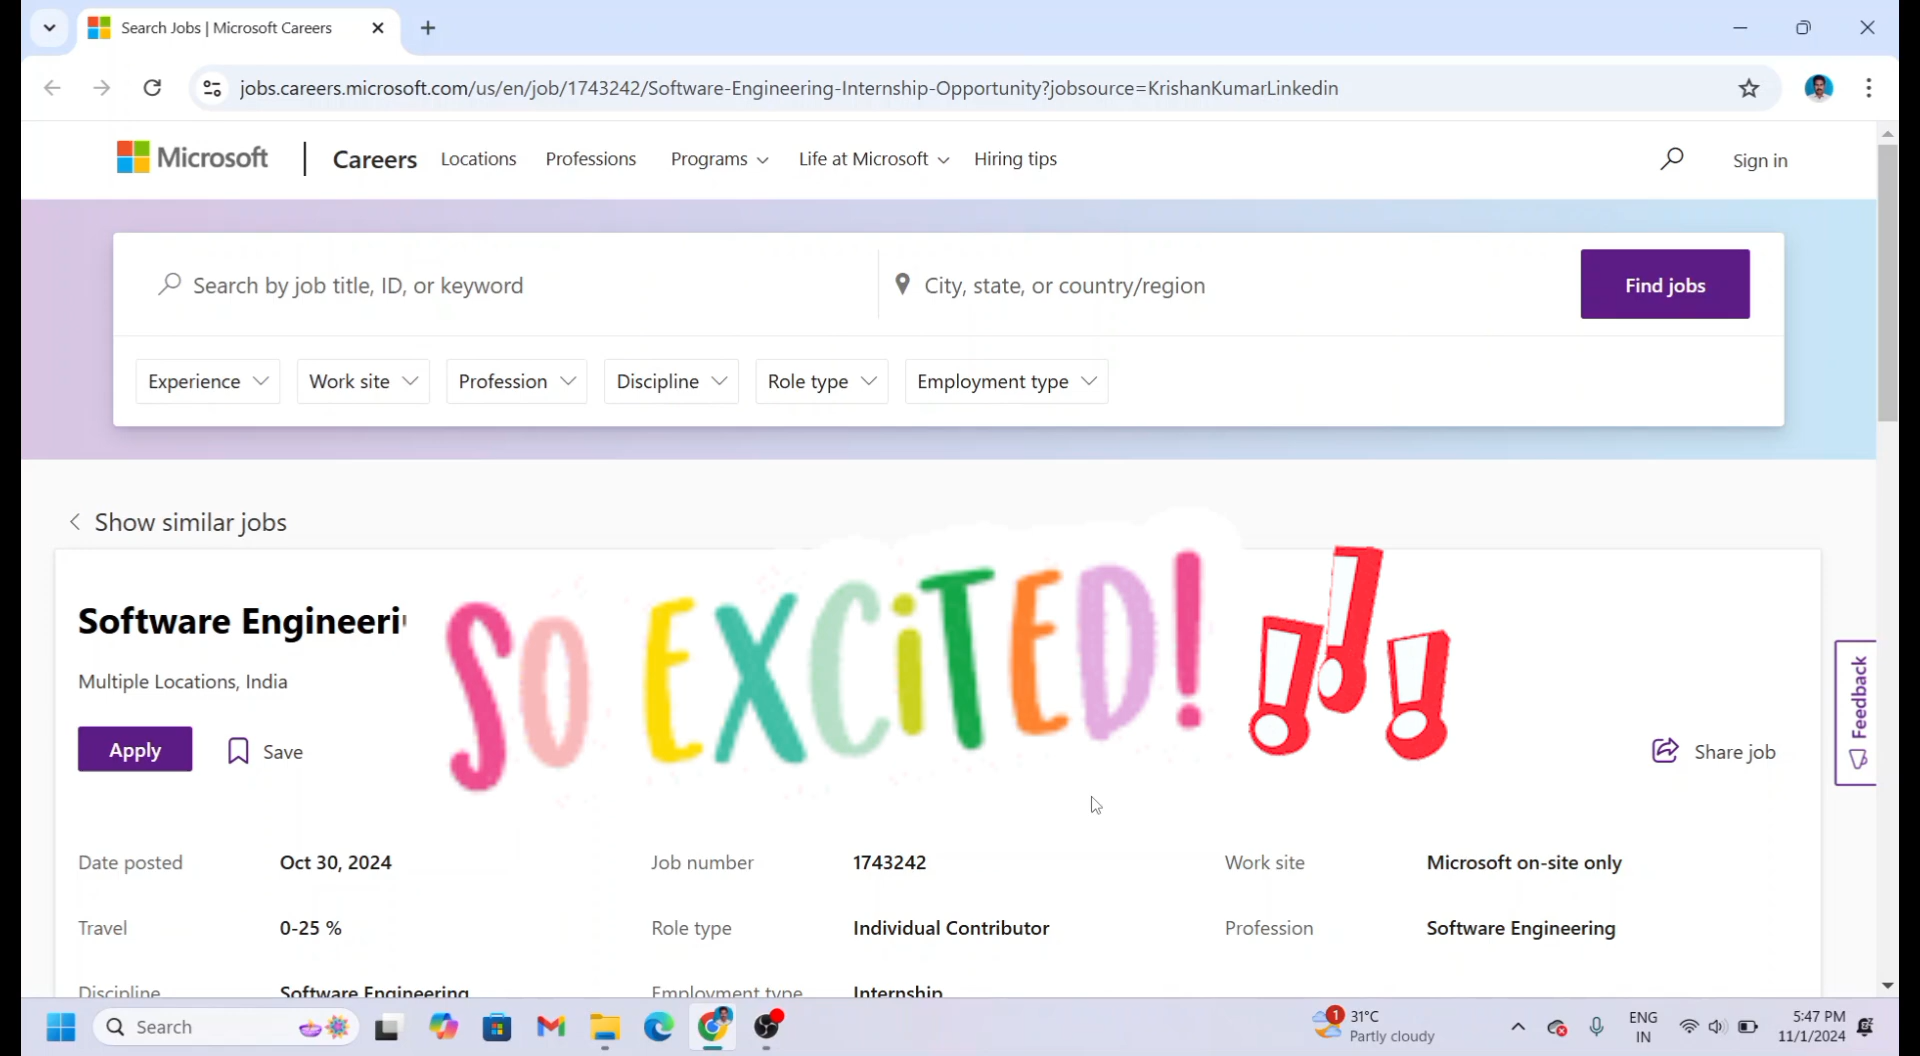 Search Jobs | Microsoft Careers
jobs.careers.microsoft.com/us/en/job/1743242/Software-Engineering-Internship-Opportunity?jobsource=KrishanKumarLinkedin
Microsoft | Careers Locations Professions Programs Life at Microsoft Hiring tips Sign in
Search by job title, ID, or keyword City, state, or country/region Find jobs
Experience Work site Profession Discipline Role type Employment type
Show similar jobs
Software Engineeri
SO EXCiTED!
!!!
Multiple Locations, India
Apply Save Share job
Feedback
Date posted Oct 30, 2024 Job number 1743242 Work site Microsoft on-site only
Travel 0-25 % Role type Individual Contributor Profession Software Engineering
Discipline Software Engineering Employment type Internship
Search 1 31°C ENG 5:47 PM
Partly cloudy IN 11/1/2024